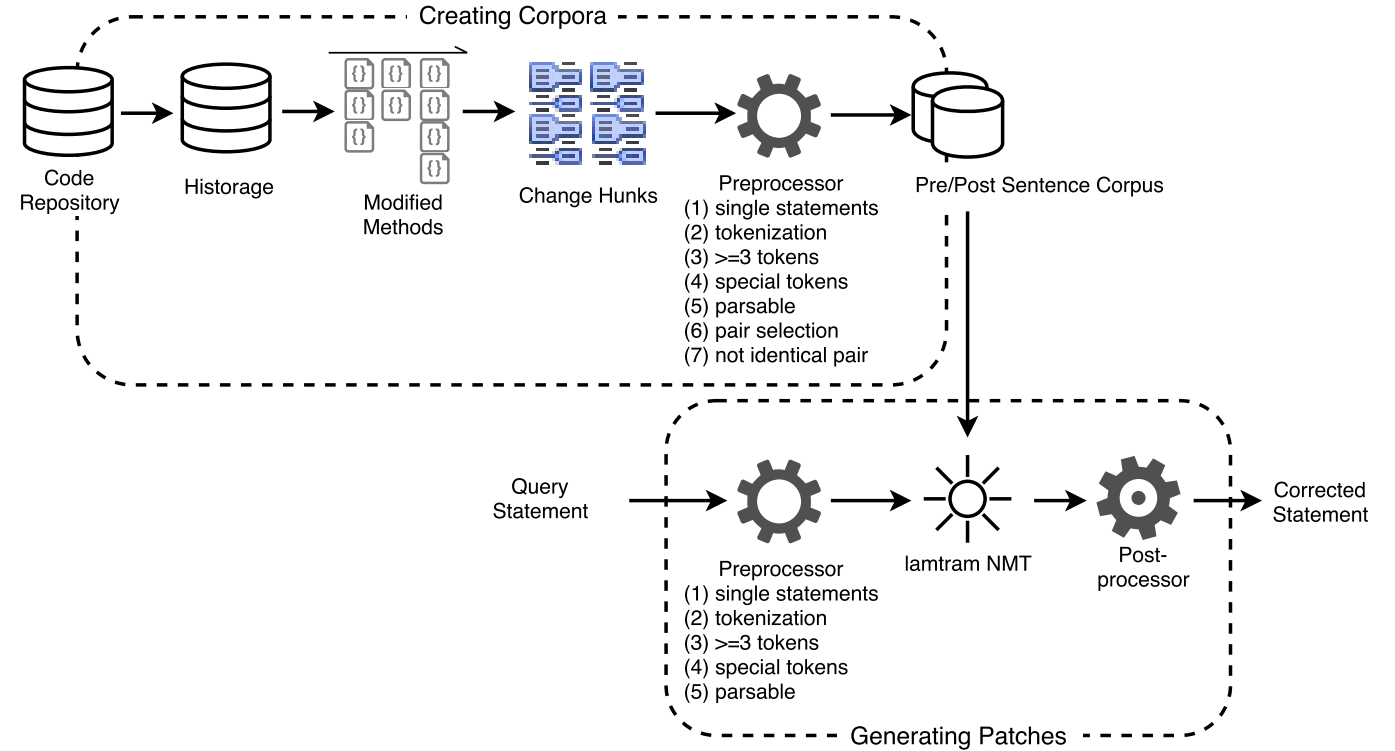 Creating Corpora
Code
Repository
Historage
{} {} {}
{} {} {}
{} {}
{}
Modified
Methods
Change Hunks
Preprocessor
(1) single statements
(2) tokenization
(3) >=3 tokens
(4) special tokens
(5) parsable
(6) pair selection
(7) not identical pair
Pre/Post Sentence Corpus
Query
Statement
Preprocessor
(1) single statements
(2) tokenization
(3) >=3 tokens
(4) special tokens
(5) parsable
lamtram NMT
Post-
processor
Corrected
Statement
Generating Patches